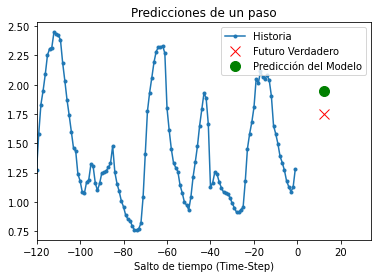 Predicciones de un paso
2.50
2.25
2.00
1.75
1.50
1.25
1.00
0.75
Historia
Futuro Verdadero
Predicción del Modelo
−120 −100 −80 −60 −40 −20 0 20
Salto de tiempo (Time-Step)